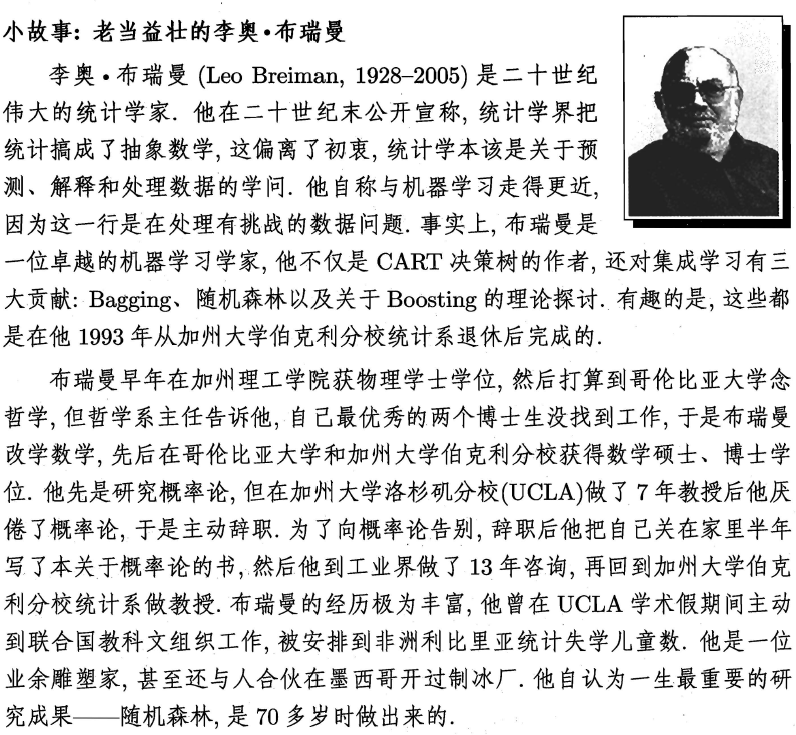 小故事: 老当益壮的李奥•布瑞曼
李奥•布瑞曼 (Leo Breiman, 1928–2005) 是二十世纪
伟大的统计学家. 他在二十世纪末公开宣称, 统计学界把
统计搞成了抽象数学, 这偏离了初衷, 统计学本该是关于预
测、解释和处理数据的学问. 他自称与机器学习走得更近,
因为这一行是在处理有挑战的数据问题. 事实上, 布瑞曼是
一位卓越的机器学习学家, 他不仅是 CART 决策树的作者, 还对集成学习有三
大贡献: Bagging、随机森林以及关于 Boosting 的理论探讨. 有趣的是, 这些都
是在他 1993 年从加州大学伯克利分校统计系退休后完成的.
布瑞曼早年在加州理工学院获物理学士学位, 然后打算到哥伦比亚大学念
哲学, 但哲学系主任告诉他, 自己最优秀的两个博士生没找到工作, 于是布瑞曼
改学数学, 先后在哥伦比亚大学和加州大学伯克利分校获得数学硕士、博士学
位. 他先是研究概率论, 但在加州大学洛杉矶分校(UCLA)做了 7 年教授后他厌
倦了概率论, 于是主动辞职. 为了向概率论告别, 辞职后他把自己关在家里半年
写了本关于概率论的书, 然后他到工业界做了 13 年咨询, 再回到加州大学伯克
利分校统计系做教授. 布瑞曼的经历极为丰富, 他曾在 UCLA 学术假期间主动
到联合国教科文组织工作, 被安排到非洲利比里亚统计失学儿童数. 他是一位
业余雕塑家, 甚至还与人合伙在墨西哥开过制冰厂. 他自认为一生最重要的研
究成果——随机森林, 是 70 多岁时做出来的.